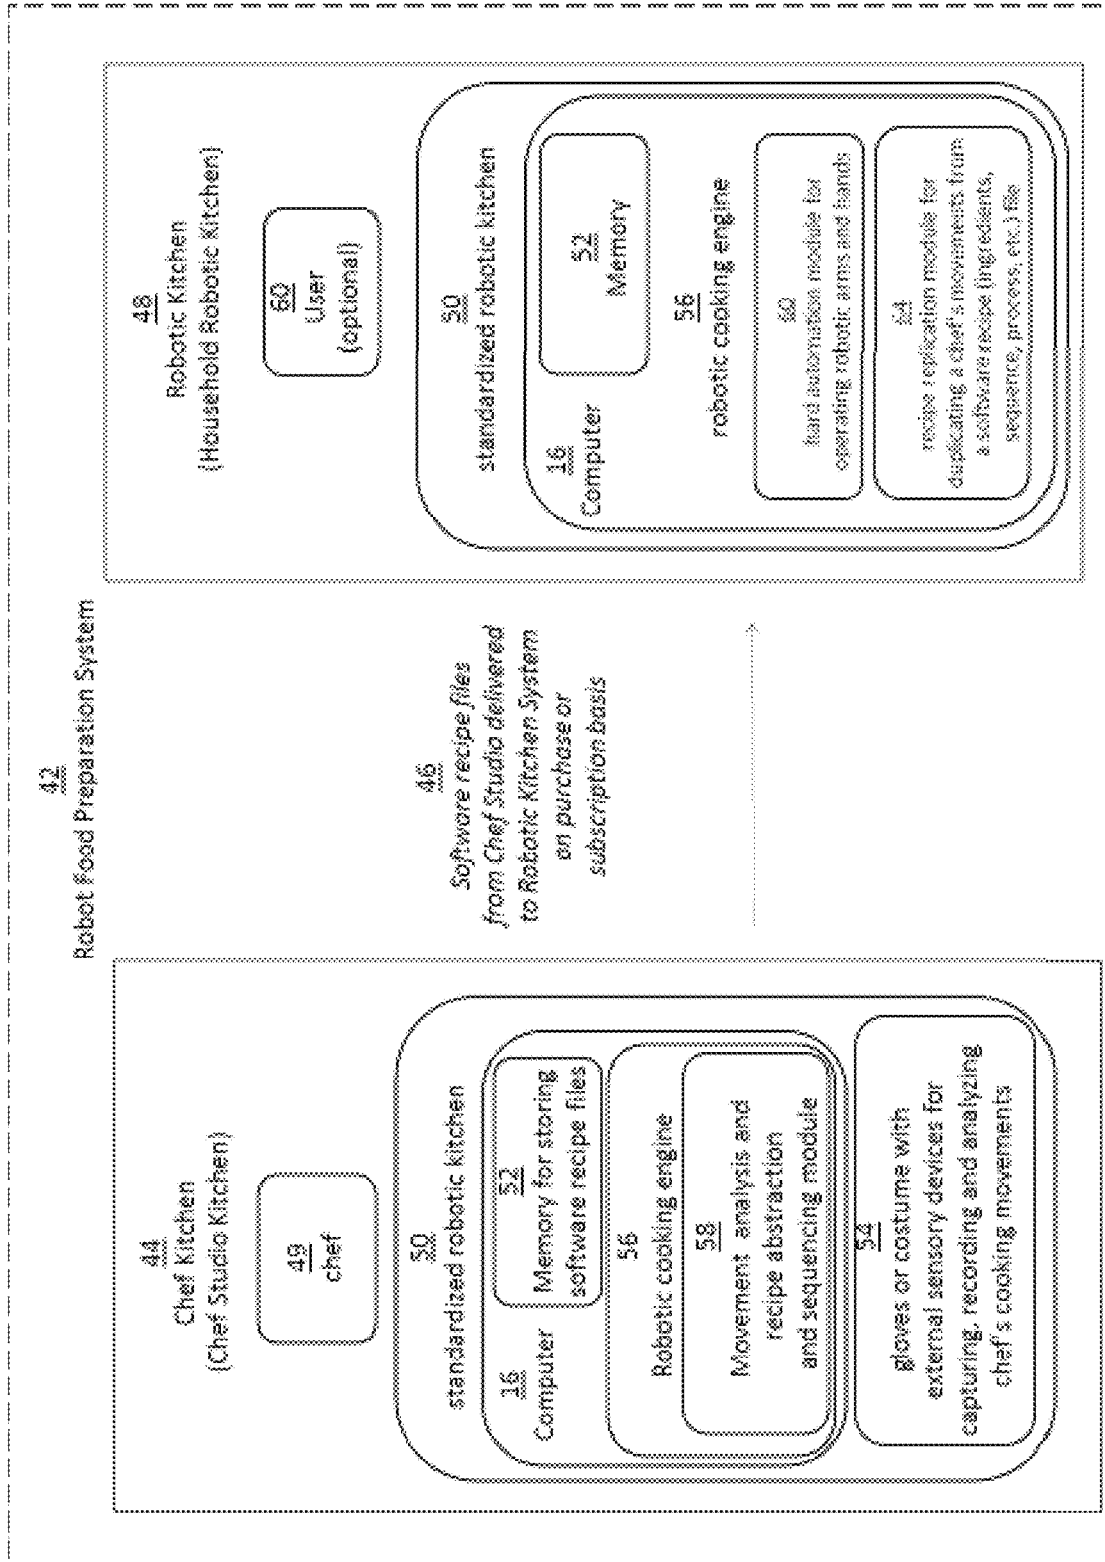 42
Robot Food Preparation System
44
Chef Kitchen
(Chef Studio Kitchen)
49
chef
50
standardized robotic kitchen
16
Computer
52
Memory for storing
software recipe files
56
Robotic cooking engine
58
Movement analysis and
recipe abstraction
and sequencing module
54
gloves or costume with
external sensory devices for
capturing, recording and analyzing
chef's cooking movements
46
Software recipe files
from Chef Studio delivered
to Robotic Kitchen System
on purchase or
subscription basis
48
Robotic Kitchen
(Household Robotic Kitchen)
60
User
(optional)
50
standardized robotic kitchen
16
Computer
52
Memory
56
robotic cooking engine
60
hard automation module for
operating robotic arms and hands
64
recipe replication module for
duplicating a chef's movements from
a software recipe (ingredients,
sequence, process, etc.) file